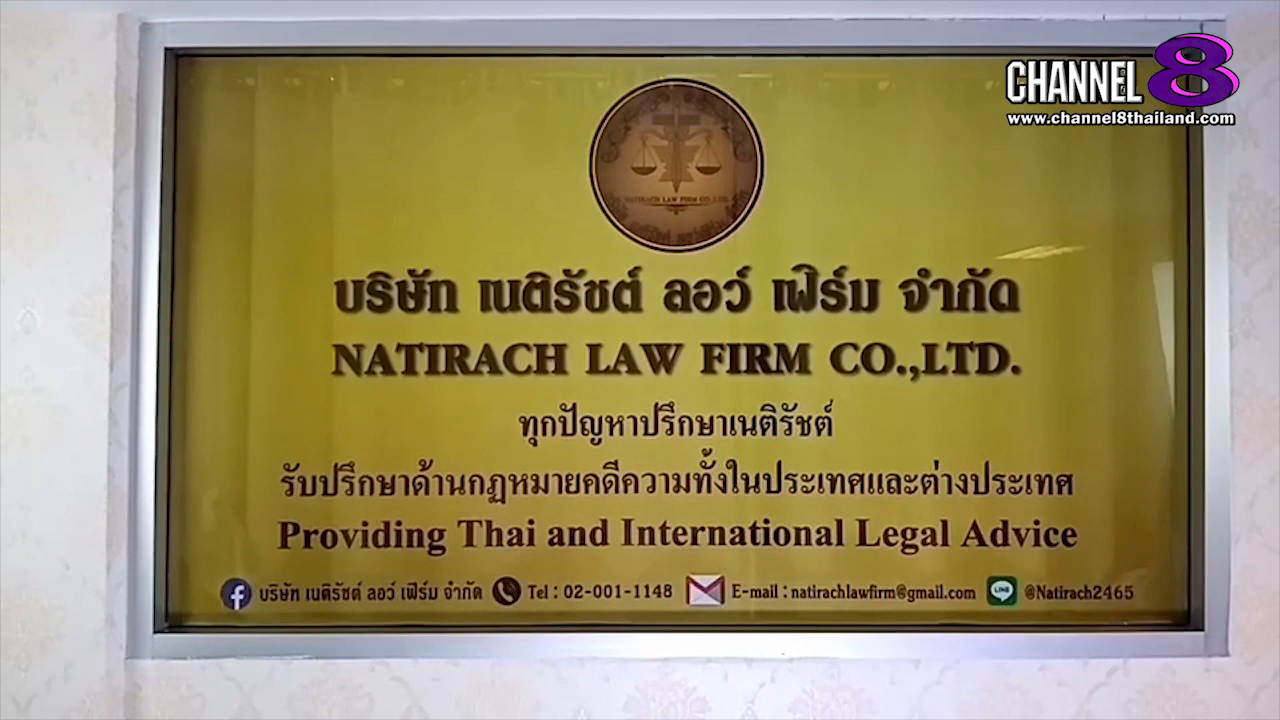 CHANNEL 8
www.channel8thailand.com
NATIRACH LAW FIRM CO.,LTD.
บริษัท เนติรัชต์ ลอว์ เฟิร์ม จำกัด
NATIRACH LAW FIRM CO.,LTD.
ทุกปัญหาปรึกษาเนติรัชต์
รับปรึกษาด้านกฎหมายคดีความทั้งในประเทศและต่างประเทศ
Providing Thai and International Legal Advice
บริษัท เนติรัชต์ ลอว์ เฟิร์ม จำกัด Tel : 02-001-1148 E-mail : natirachlawfirm@gmail.com LINE @Natirach2465